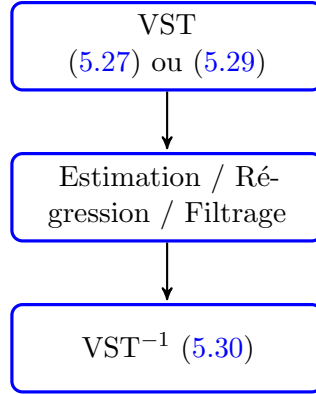 VST
(5.27) ou (5.29)
Estimation / Ré-
gression / Filtrage
VST⁻¹ (5.30)